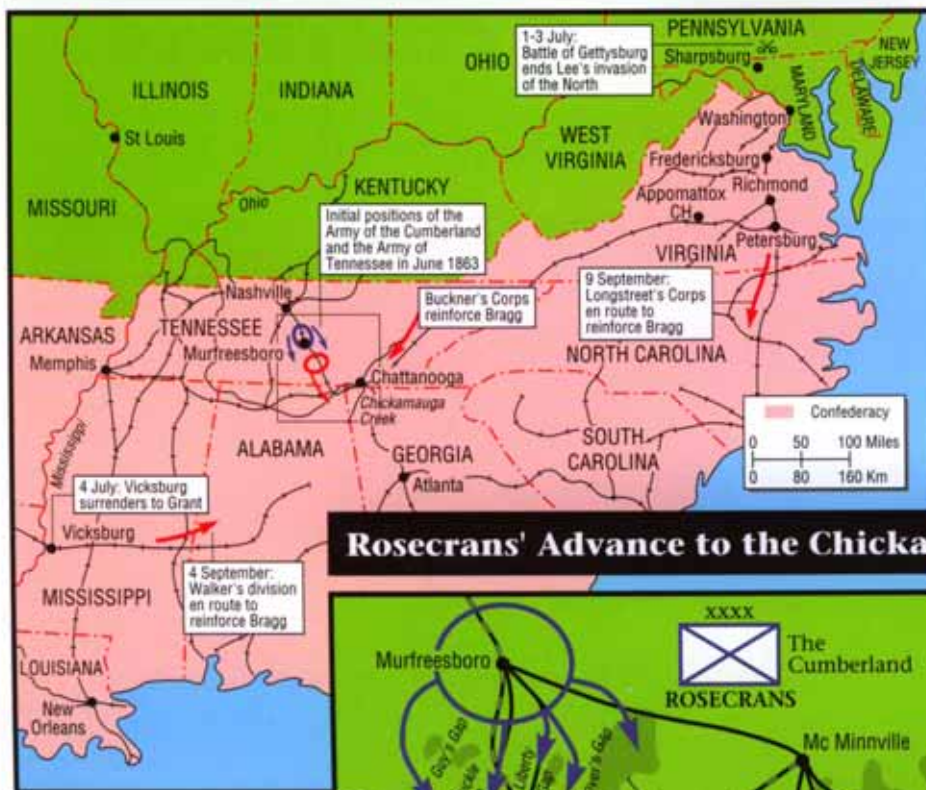 1-3 July:
Battle of Gettysburg
ends Lee's invasion
of the North
PENNSYLVANIA
Sharpsburg
NEW
JERSEY
OHIO
MARYLAND
DELAWARE
ILLINOIS
INDIANA
St Louis
Washington
WEST
VIRGINIA
Fredericksburg
KENTUCKY
Appomattox
CH
Richmond
MISSOURI
Ohio
Initial positions of the
Army of the Cumberland
and the Army of
Tennessee in June 1863
VIRGINIA
Petersburg
Nashville
Buckner's Corps
reinforce Bragg
9 September:
Longstreet's Corps
en route to
reinforce Bragg
ARKANSAS
TENNESSEE
Murfreesboro
NORTH CAROLINA
Memphis
Chattanooga
Chickamauga
Creek
Confederacy
0 50 100 Miles
0 80 160 Km
Mississippi
ALABAMA
GEORGIA
SOUTH
CAROLINA
Atlanta
4 July: Vicksburg
surrenders to Grant
Vicksburg
Rosecrans' Advance to the Chicka
4 September:
Walker's division
en route to
reinforce Bragg
MISSISSIPPI
LOUISIANA
New
Orleans
XXXX
The
Cumberland
ROSECRANS
Murfreesboro
Mc Minnville
Guy's Gap
Liberty